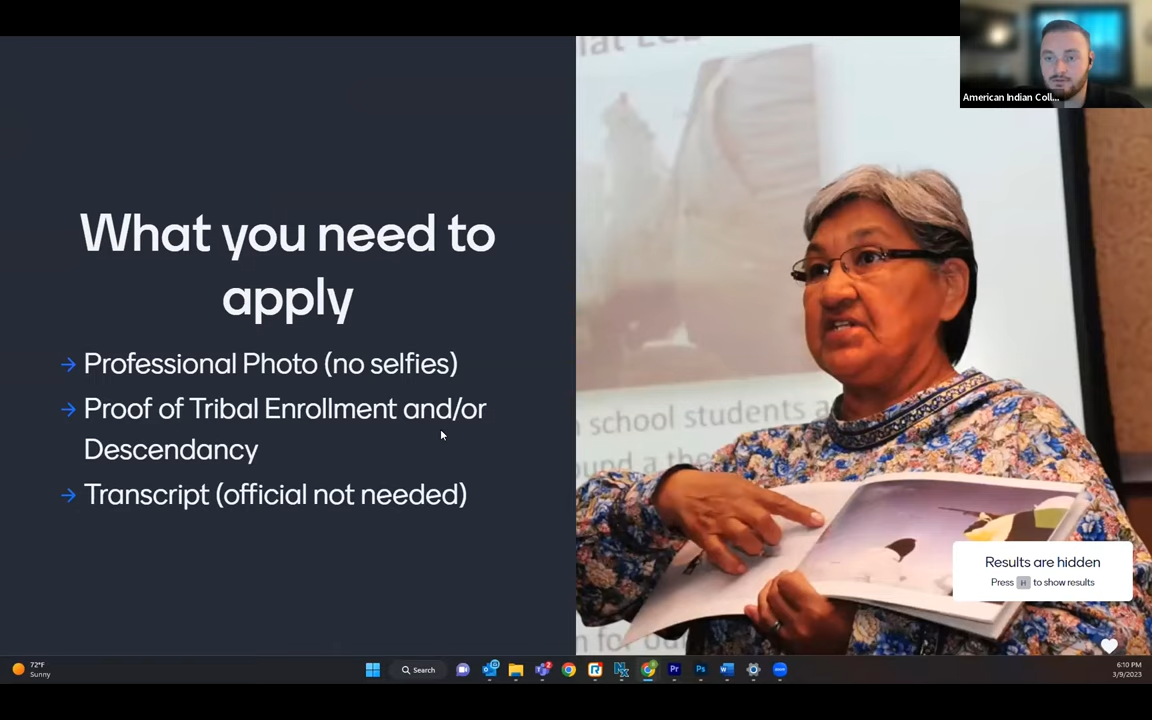 What you need to
apply
→ Professional Photo (no selfies)
→ Proof of Tribal Enrollment and/or
Descendancy
→ Transcript (official not needed)
school students a
American Indian Coll...
Results are hidden
Press H to show results
72°F
Sunny
Search
6:10 PM
3/9/2023